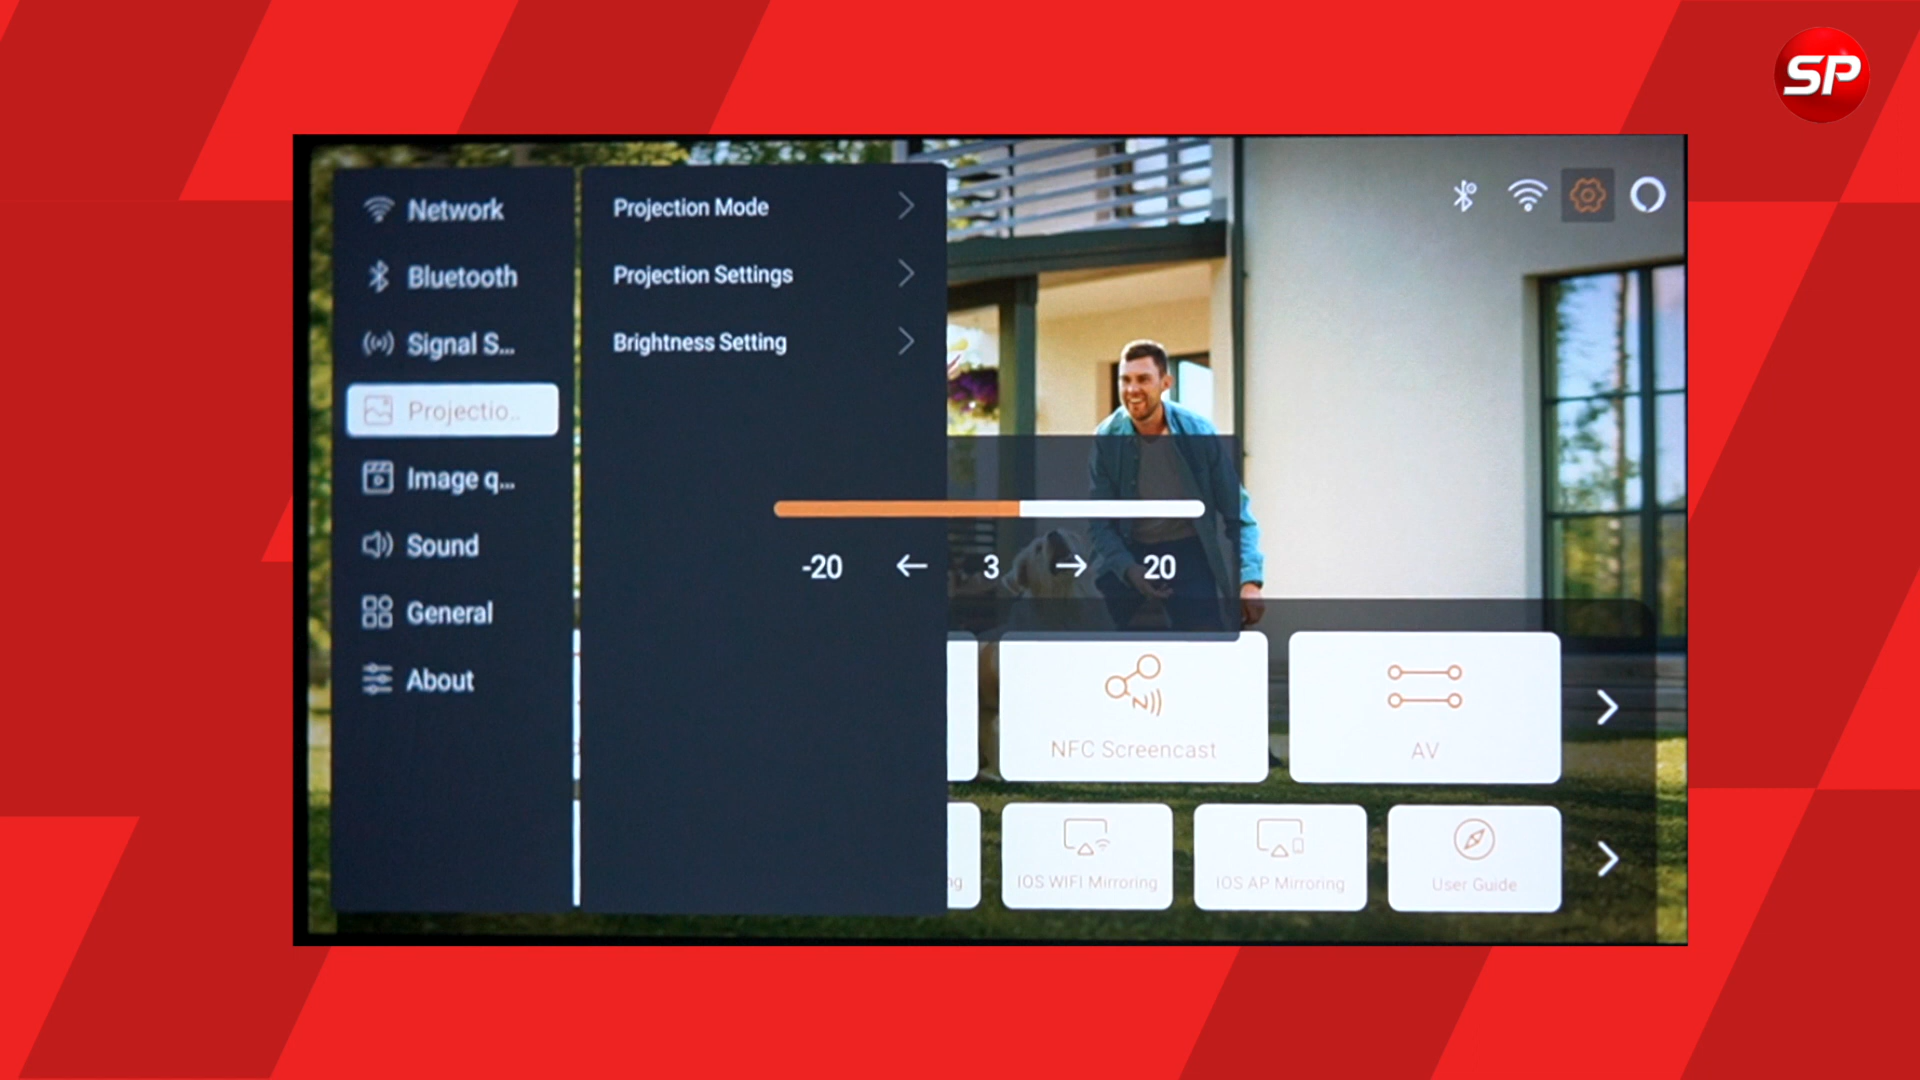 SP
Network
Bluetooth
Signal S...
Projectio..
Image q...
Sound
General
About
Projection Mode
Projection Settings
Brightness Setting
-20 ← 3 → 20
NFC Screencast
AV
ng
IOS WIFI Mirroring
IOS AP Mirroring
User Guide